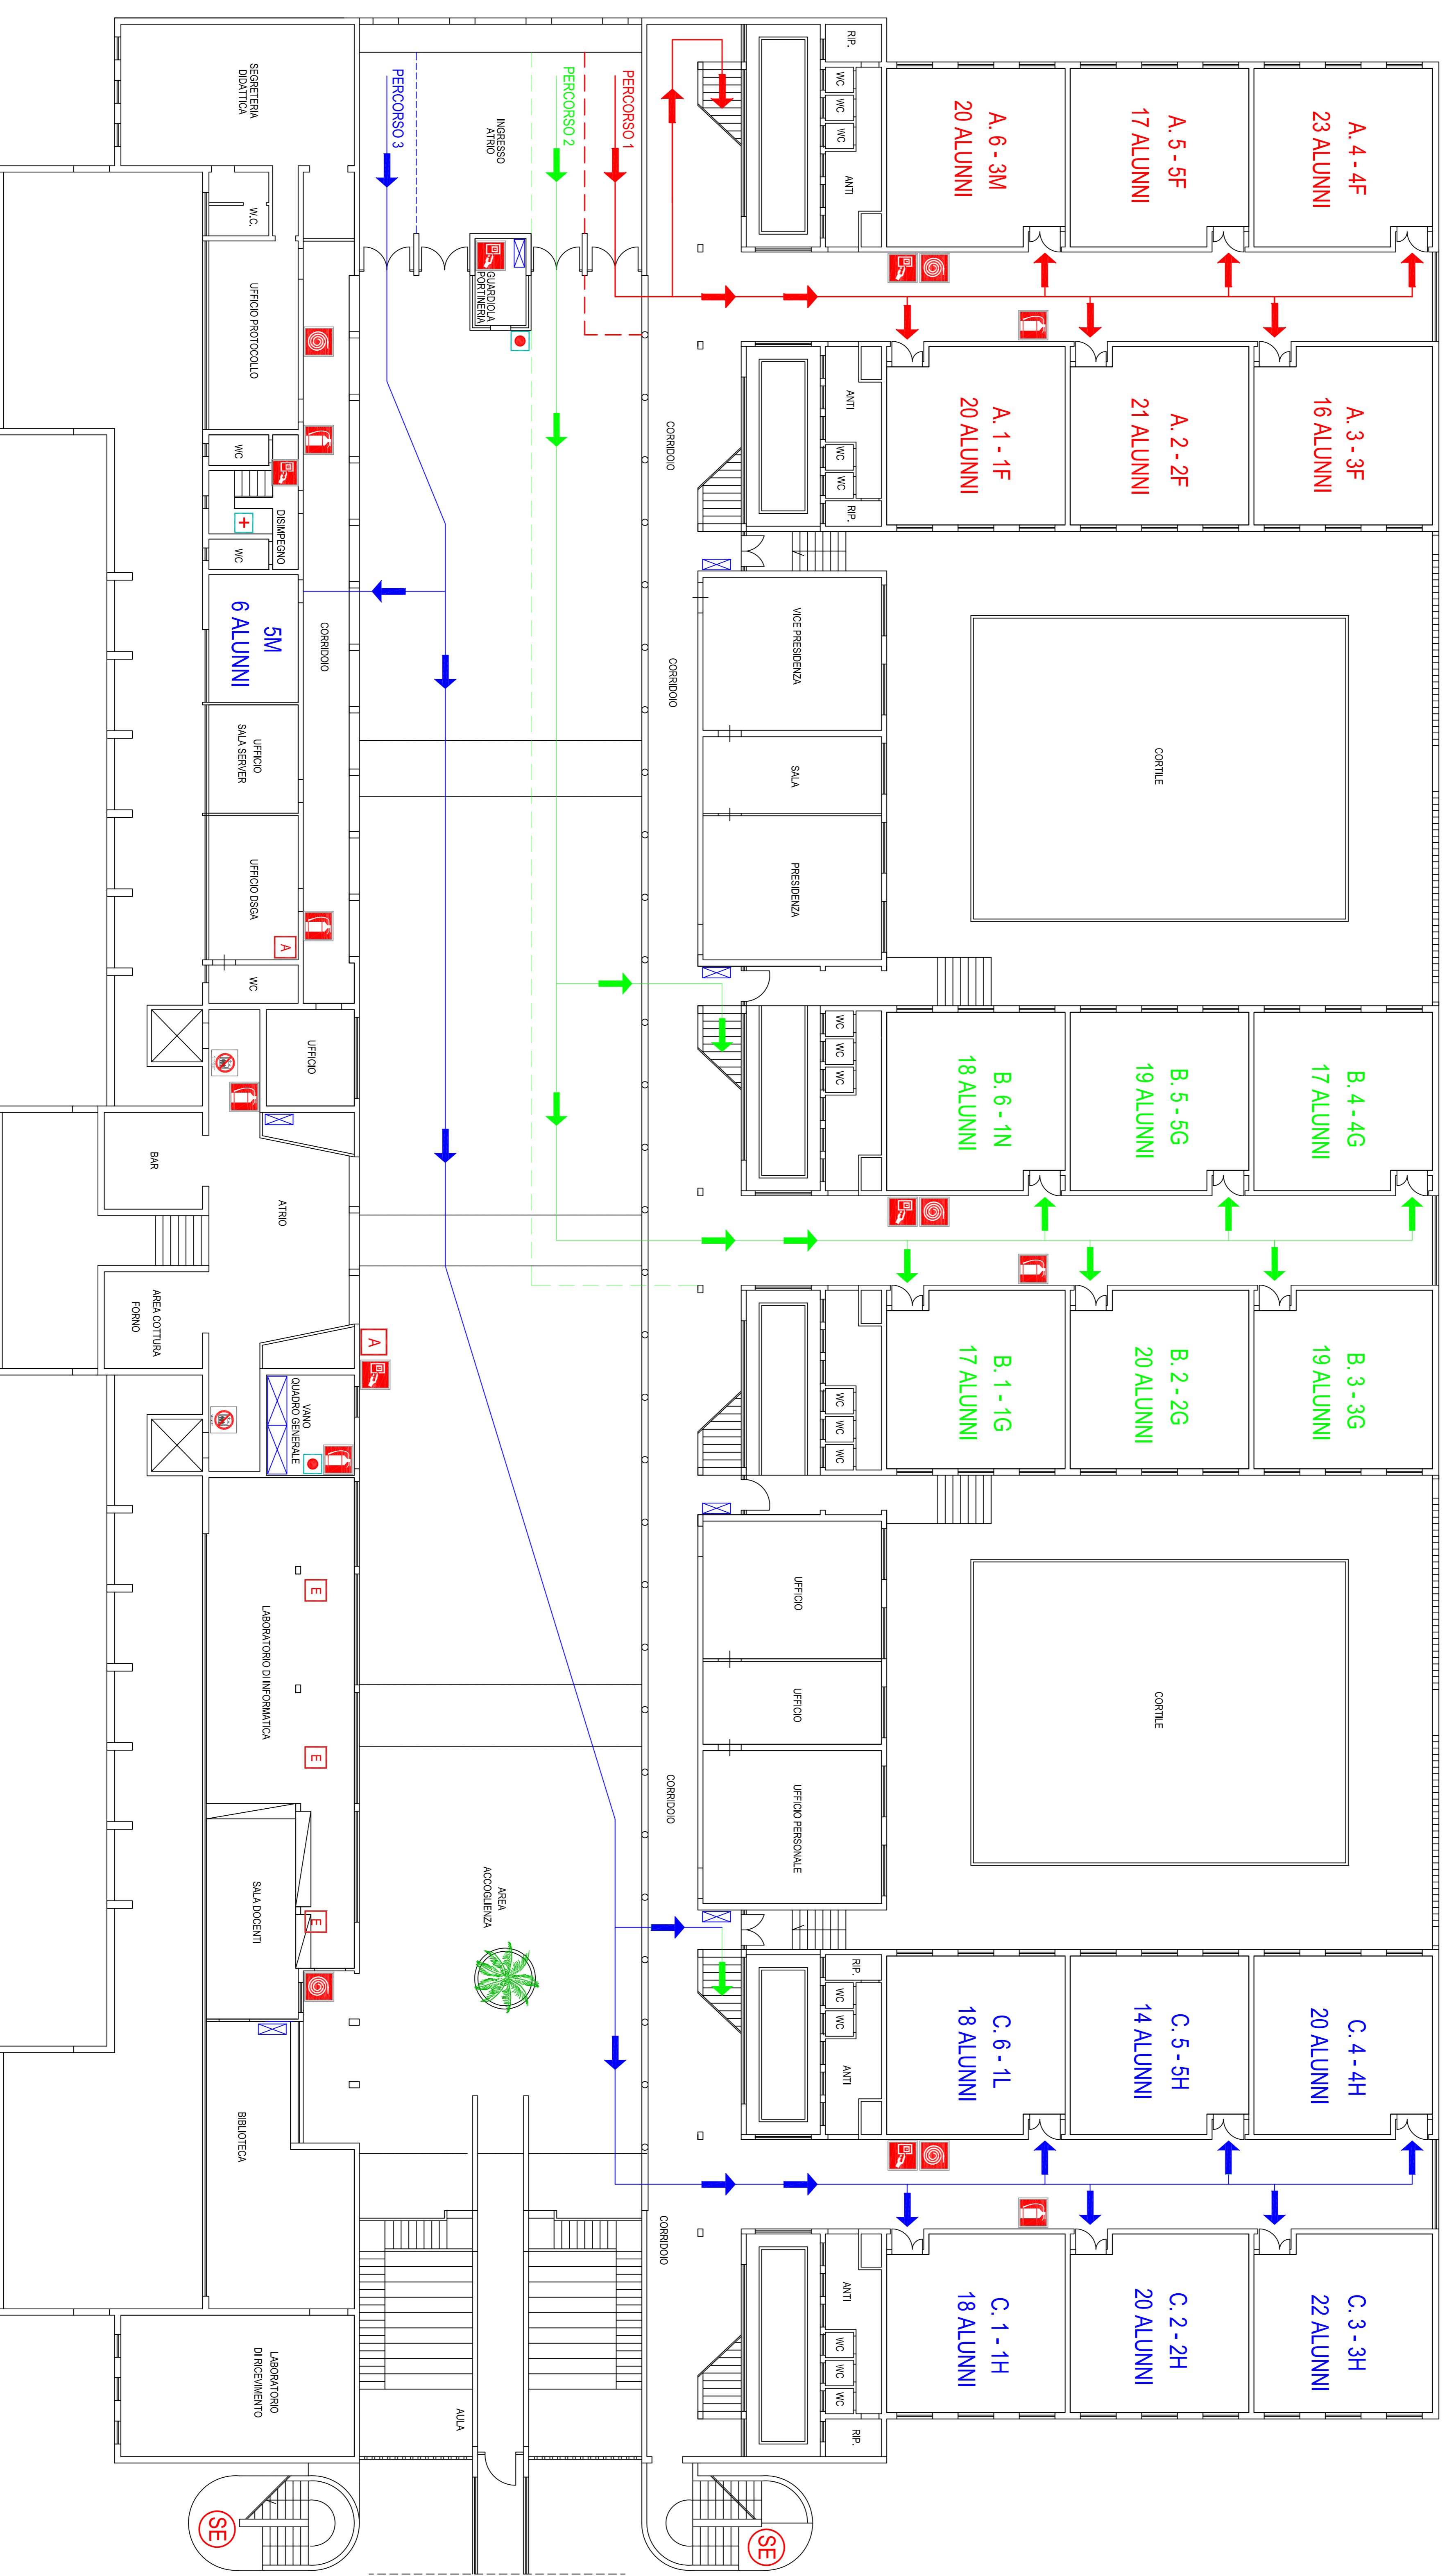 A. 4 - 4F
23 ALUNNI
A. 5 - 5F
17 ALUNNI
A. 6 - 3M
20 ALUNNI
ANTI
WC
WC
WC
RIP.
A. 3 - 3F
16 ALUNNI
A. 2 - 2F
21 ALUNNI
A. 1 - 1F
20 ALUNNI
ANTI
WC
WC
RIP.
PERCORSO 1
PERCORSO 2
INGRESSO
ATRIO
PERCORSO 3
SEGRETERIA
DIDATTICA
W.C.
GUARDIOLA
PORTINERIA
UFFICIO PROTOCOLLO
WC
DISIMPEGNO
WC
5M
6 ALUNNI
CORRIDOIO
CORRIDOIO
CORRIDOIO
VICE PRESIDENZA
SALA
PRESIDENZA
CORTILE
UFFICIO
SALA SERVER
UFFICIO DSGA
A
WC
UFFICIO
B. 4 - 4G
17 ALUNNI
B. 5 - 5G
19 ALUNNI
B. 6 - 1N
18 ALUNNI
WC
WC
WC
B. 3 - 3G
19 ALUNNI
B. 2 - 2G
20 ALUNNI
B. 1 - 1G
17 ALUNNI
WC
WC
WC
BAR
ATRIO
AREA COTTURA
FORNO
A
VANO
QUADRO GENERALE
UFFICIO
UFFICIO
UFFICIO PERSONALE
CORTILE
CORRIDOIO
LABORATORIO DI INFORMATICA
E
E
E
SALA DOCENTI
AREA
ACCOGLIENZA
BIBLIOTECA
C. 4 - 4H
20 ALUNNI
C. 5 - 5H
14 ALUNNI
C. 6 - 1L
18 ALUNNI
RIP.
WC
WC
ANTI
C. 3 - 3H
22 ALUNNI
C. 2 - 2H
20 ALUNNI
C. 1 - 1H
18 ALUNNI
ANTI
WC
WC
WC
RIP.
CORRIDOIO
LABORATORIO
DI RICEVIMENTO
AULA
SE
SE